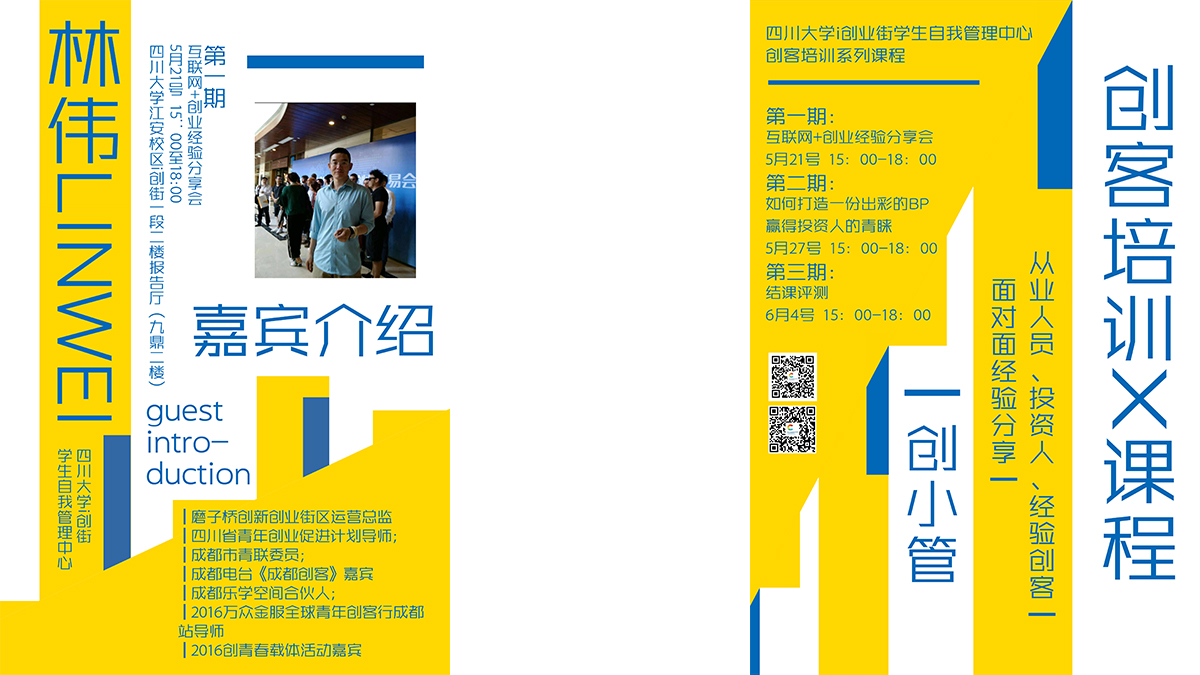 林伟LINWEI
第一期
互联网+创业经验分享会
5月21号 15：00至18:00
四川大学江安校区i创街一段二楼报告厅（九鼎二楼）
易会
嘉宾介绍
guest
intro-
duction
四川大学i创街
学生自我管理中心
磨子桥创新创业街区运营总监
四川省青年创业促进计划导师；
成都市青联委员；
成都电台《成都创客》嘉宾
成都乐学空间合伙人；
2016万众金服全球青年创客行成都
站导师
2016创青春载体活动嘉宾
四川大学i创业街学生自我管理中心
创客培训系列课程
第一期：
互联网+创业经验分享会
5月21号 15：00-18：00
第二期：
如何打造一份出彩的BP
赢得投资人的青睐
5月27号 15：00-18：00
第三期：
结课评测
6月4号 15：00-18：00
创客培训X课程
从业人员、投资人、经验创客
面对面经验分享
创小管